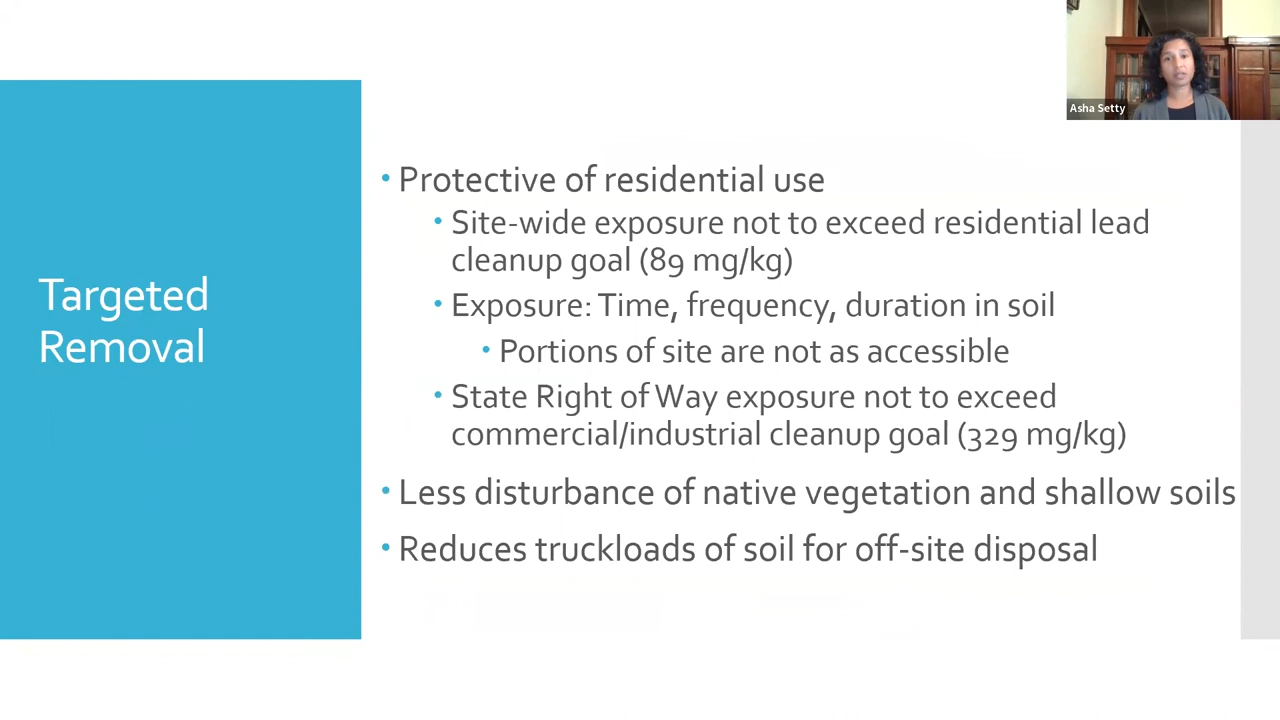 Asha Setty
Targeted
Removal
• Protective of residential use
• Site-wide exposure not to exceed residential lead
cleanup goal (89 mg/kg)
• Exposure: Time, frequency, duration in soil
• Portions of site are not as accessible
• State Right of Way exposure not to exceed
commercial/industrial cleanup goal (329 mg/kg)
• Less disturbance of native vegetation and shallow soils
• Reduces truckloads of soil for off-site disposal